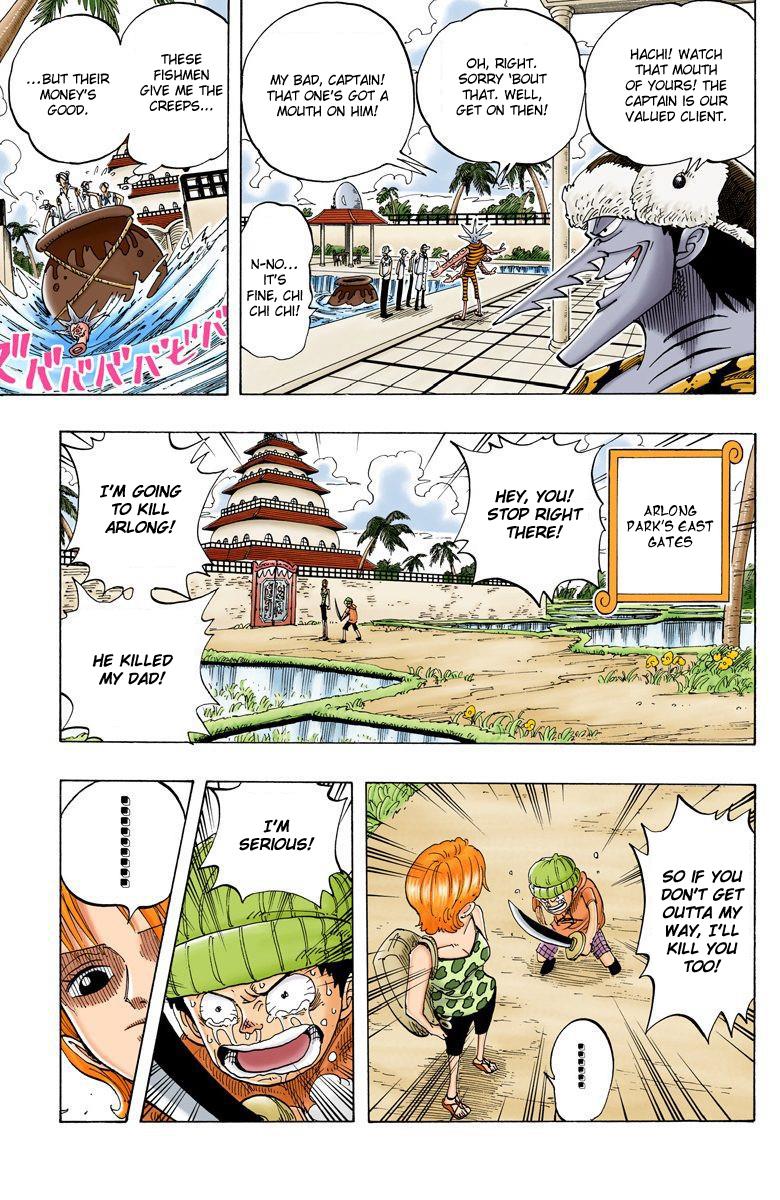 HACHI! WATCH
THAT MOUTH
OF YOURS! THE
CAPTAIN IS OUR
VALUED CLIENT.
OH, RIGHT.
SORRY 'BOUT
THAT. WELL,
GET ON THEN!
MY BAD, CAPTAIN!
THAT ONE'S GOT A
MOUTH ON HIM!
N-NO...
IT'S
FINE, CHI
CHI CHI!
THESE
FISHMEN
GIVE ME THE
CREEPS...
...BUT THEIR
MONEY'S
GOOD.
ズババババビバ
ARLONG
PARK'S EAST
GATES
HEY, YOU!
STOP RIGHT
THERE!
I'M GOING
TO KILL
ARLONG!
HE KILLED
MY DAD!
SO IF YOU
DON'T GET
OUTTA MY
WAY, I'LL
KILL YOU
TOO!
I'M
SERIOUS!